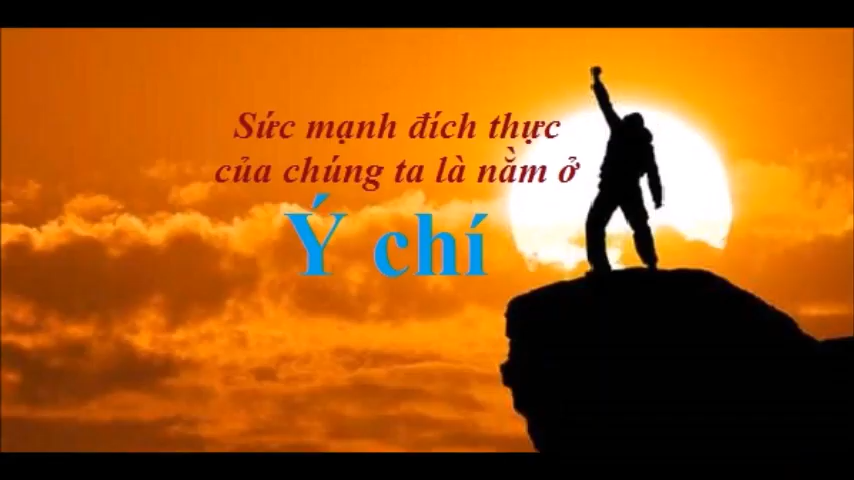 Sức mạnh đích thực
của chúng ta là nằm ở
Ý chí